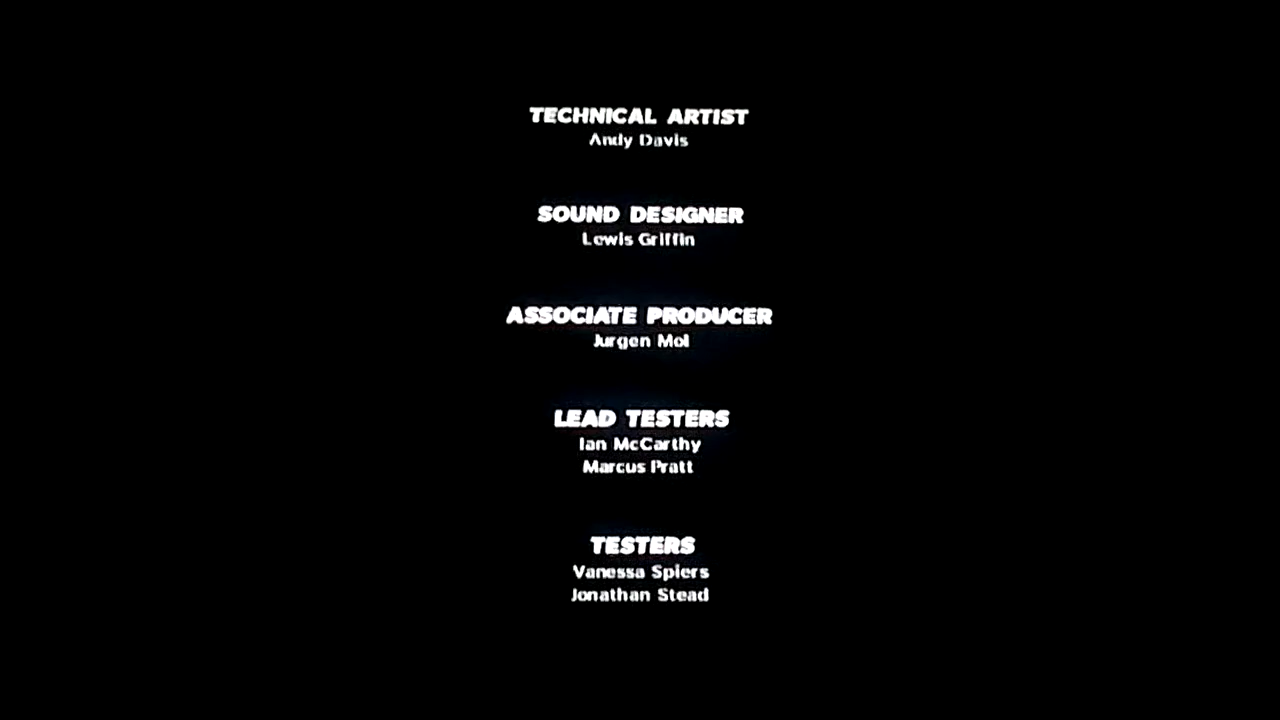 TECHNICAL ARTIST
Andy Davis
SOUND DESIGNER
Lewis Griffin
ASSOCIATE PRODUCER
Jurgen Mol
LEAD TESTERS
Ian McCarthy
Marcus Pratt
TESTERS
Vanessa Spiers
Jonathan Stead